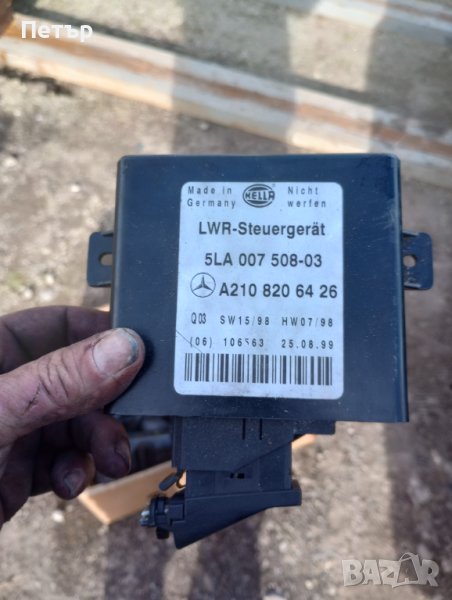 Петър
Made in Germany
HELLA
Nicht werfen
LWR-Steuergerät
5LA 007 508-03
A210 820 64 26
Q03 SW15/98 HW07/98
(06) 25.08.99
BAZAR